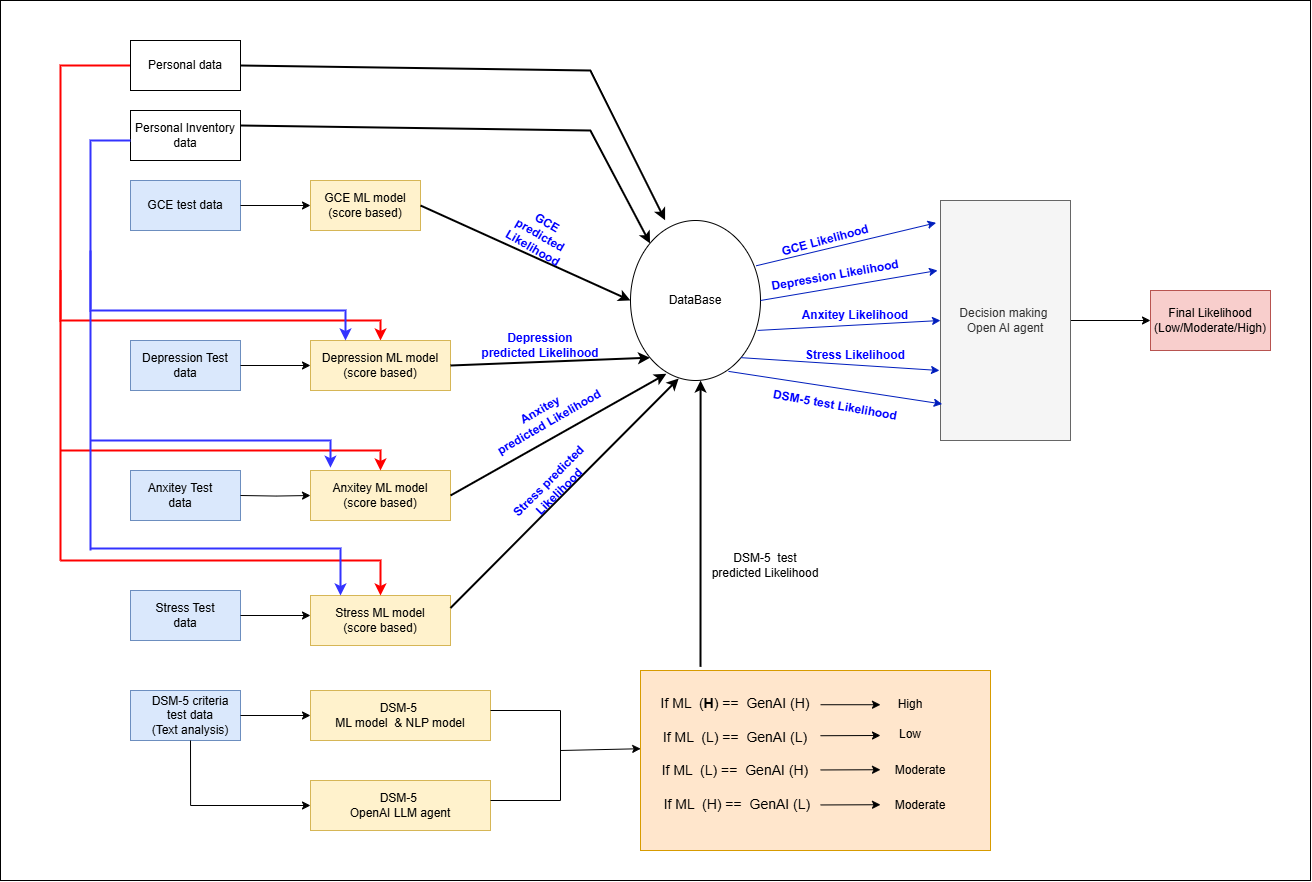 Personal data
Personal Inventory
data
GCE test data
GCE ML model
(score based)
GCE
predicted
Likelihood
DataBase
GCE Likelihood
Depression Likelihood
Anxitey Likelihood
Stress Likelihood
DSM-5 test Likelihood
Decision making
Open AI agent
Final Likelihood
(Low/Moderate/High)
Depression Test
data
Depression ML model
(score based)
Depression
predicted Likelihood
Anxitey Test
data
Anxitey ML model
(score based)
Anxitey
predicted Likelihood
Stress Test
data
Stress ML model
(score based)
Stress predicted
Likelihood
DSM-5 test
predicted Likelihood
DSM-5 criteria
test data
(Text analysis)
DSM-5
ML model & NLP model
DSM-5
OpenAI LLM agent
If ML (H) == GenAI (H) High
If ML (L) == GenAI (L) Low
If ML (L) == GenAI (H) Moderate
If ML (H) == GenAI (L) Moderate